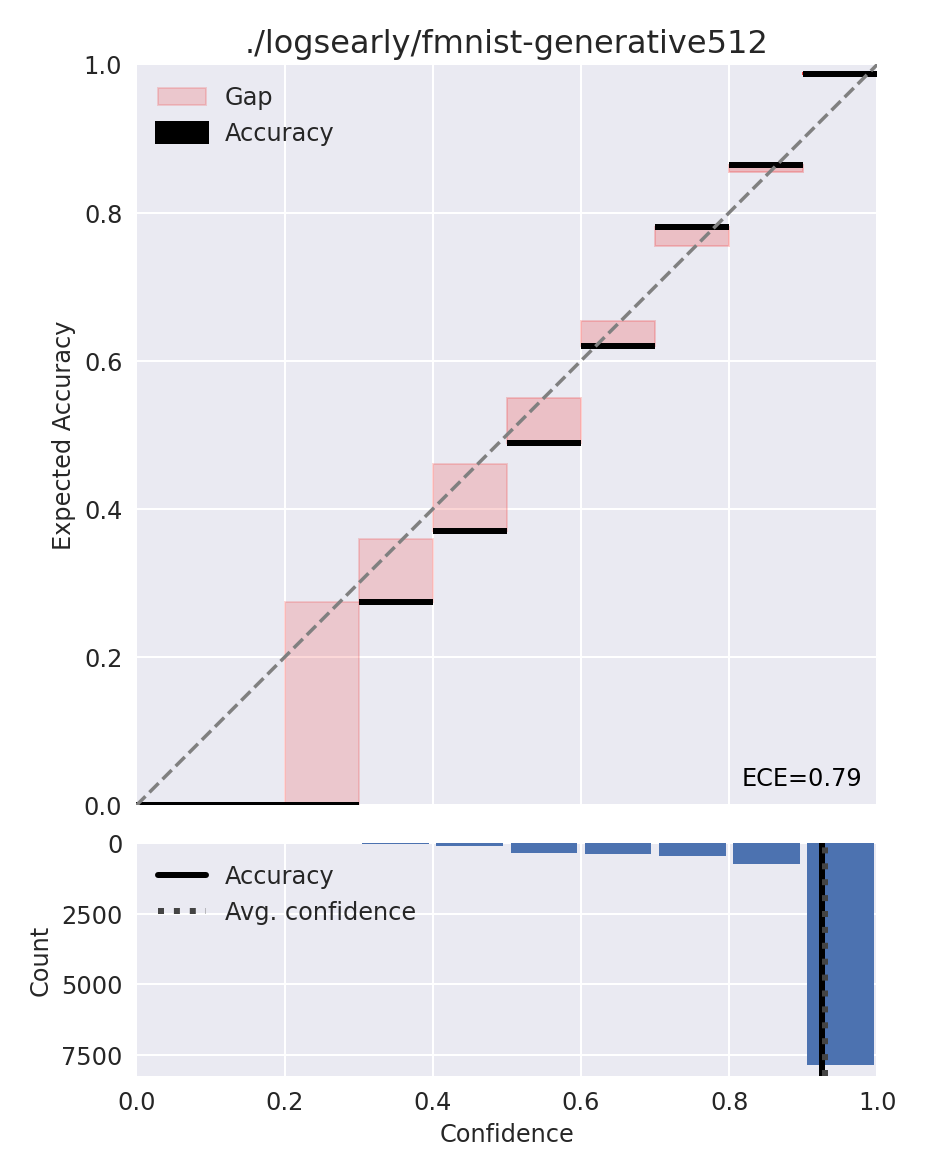 ./logsearly/fmnist-generative512
1.0
Gap
Accuracy
0.8
0.6
Expected Accuracy
0.4
0.2
ECE=0.79
0.0
0
Accuracy
Avg. confidence
2500
Count
5000
7500
0.0 0.2 0.4 0.6 0.8 1.0
Confidence